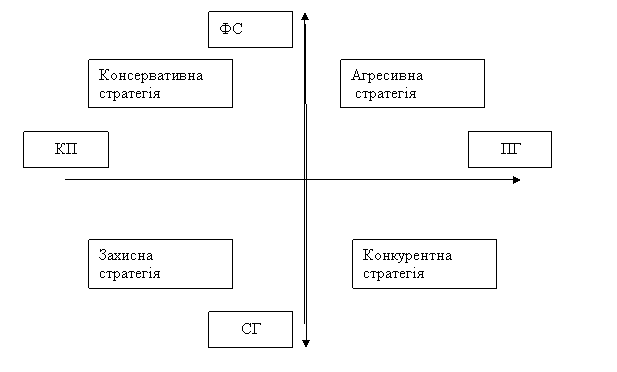 ФС
Консервативна
стратегія
Агресивна
стратегія
КП
ПГ
Захисна
стратегія
Конкурентна
стратегія
СГ